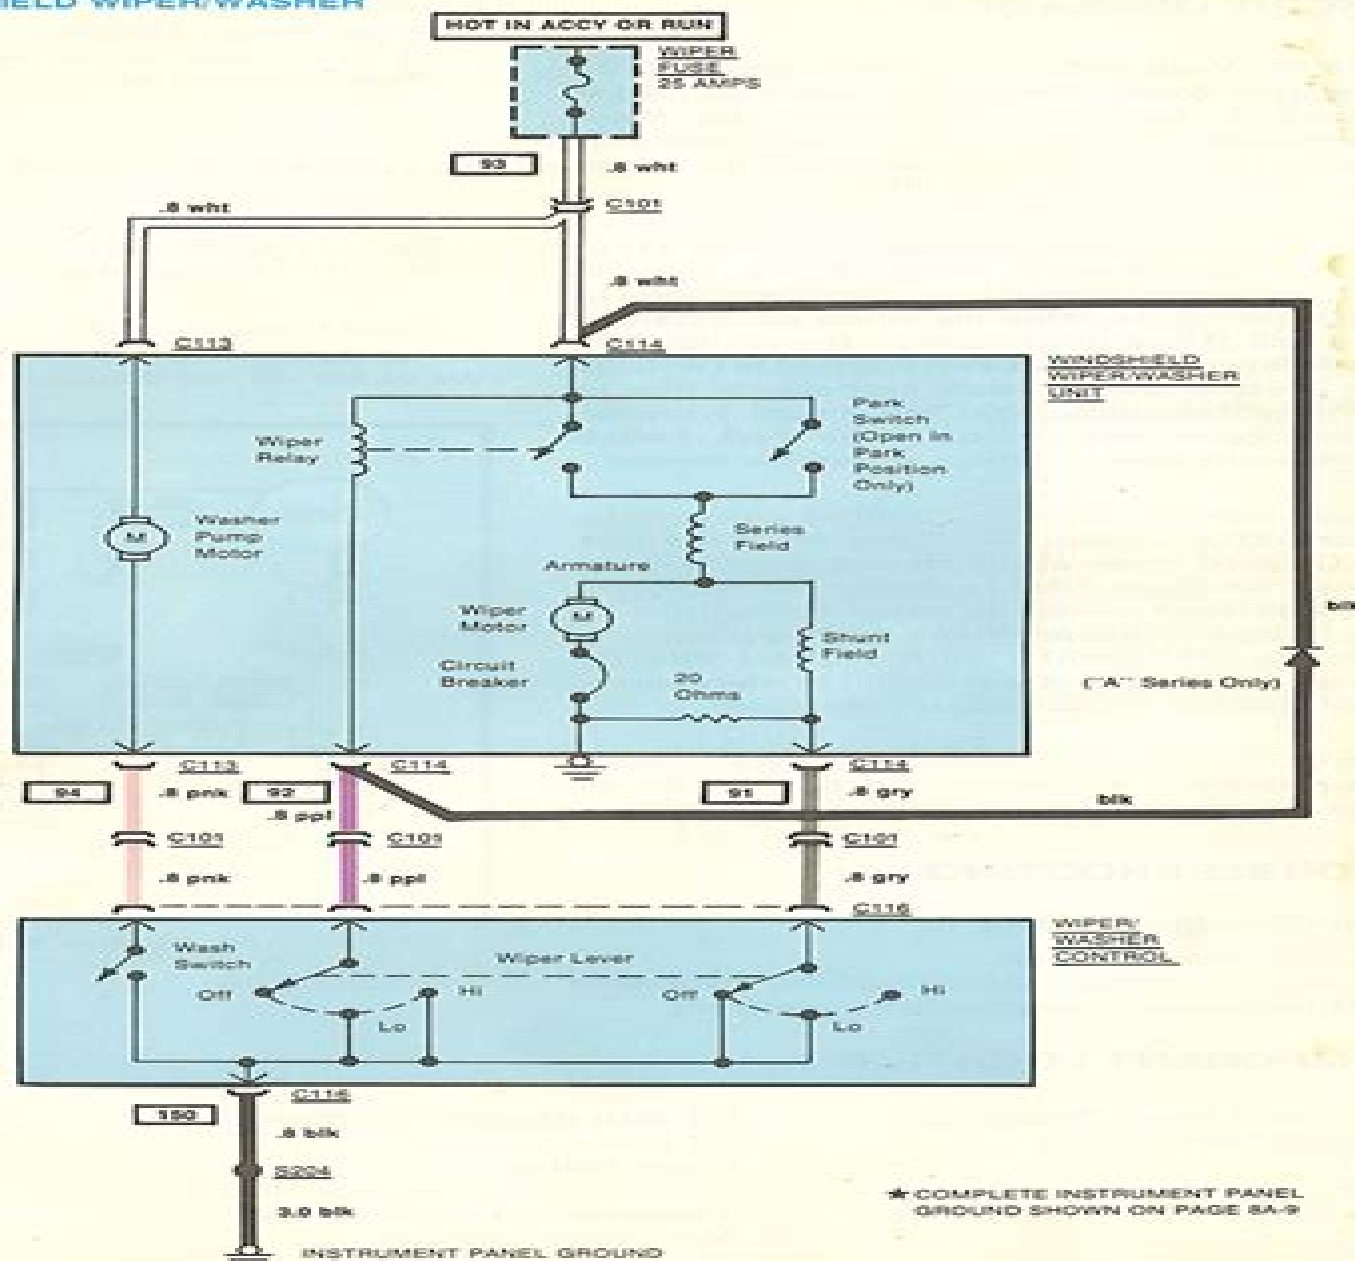 WIPER/WASHER
HOT IN ACCY OR RUN
WIPER
FUSE
25 AMPS
93
.8 wht
C101
.8 wht
.8 wht
C113
C114
WINDSHIELD
WIPER/WASHER
UNIT
Park
Switch
(Open In
Park
Position
Only)
Wiper
Relay
Washer
Pump
Motor
M
Series
Field
Armature
Wiper
Motor
M
Circuit
Breaker
Shunt
Field
20
Ohms
blk
("A" Series Only)
C113
C114
C114
94
.8 pnk
92
.8 ppl
91
.8 gry
blk
C101
C101
C101
.8 pnk
.8 ppl
.8 gry
C116
WIPER/
WASHER
CONTROL
Wash
Switch
Wiper Lever
Off
Hi
Lo
Off
Hi
Lo
C116
150
.8 blk
S204
3.0 blk
INSTRUMENT PANEL GROUND
★ COMPLETE INSTRUMENT PANEL
GROUND SHOWN ON PAGE 8A-9